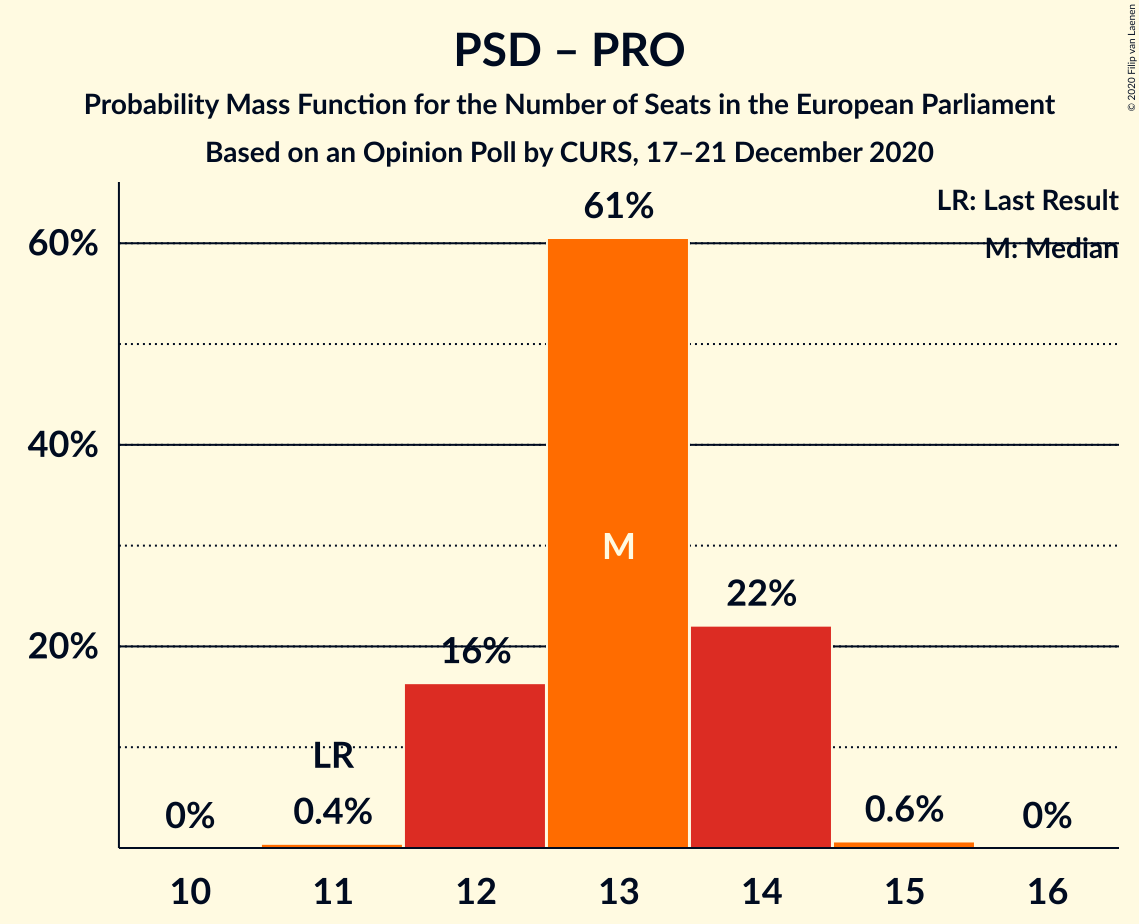 PSD – PRO
Probability Mass Function for the Number of Seats in the European Parliament
Based on an Opinion Poll by CURS, 17–21 December 2020
© 2020 Filip van Laenen
LR: Last Result
M: Median
60%
40%
20%
0%
LR
0.4%
16%
61%
M
22%
0.6%
0%
10
11
12
13
14
15
16